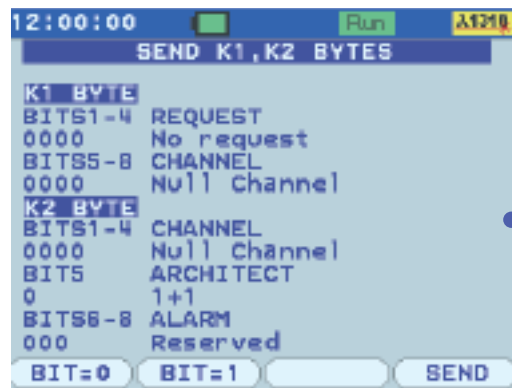 12:00:00 Run λ1310
SEND K1,K2 BYTES
K1 BYTE
BITS1-4 REQUEST
0000 No request
BITS5-8 CHANNEL
0000 Null Channel
K2 BYTE
BITS1-4 CHANNEL
0000 Null Channel
BIT5 ARCHITECT
0 1+1
BITS6-8 ALARM
000 Reserved
BIT=0 BIT=1 SEND